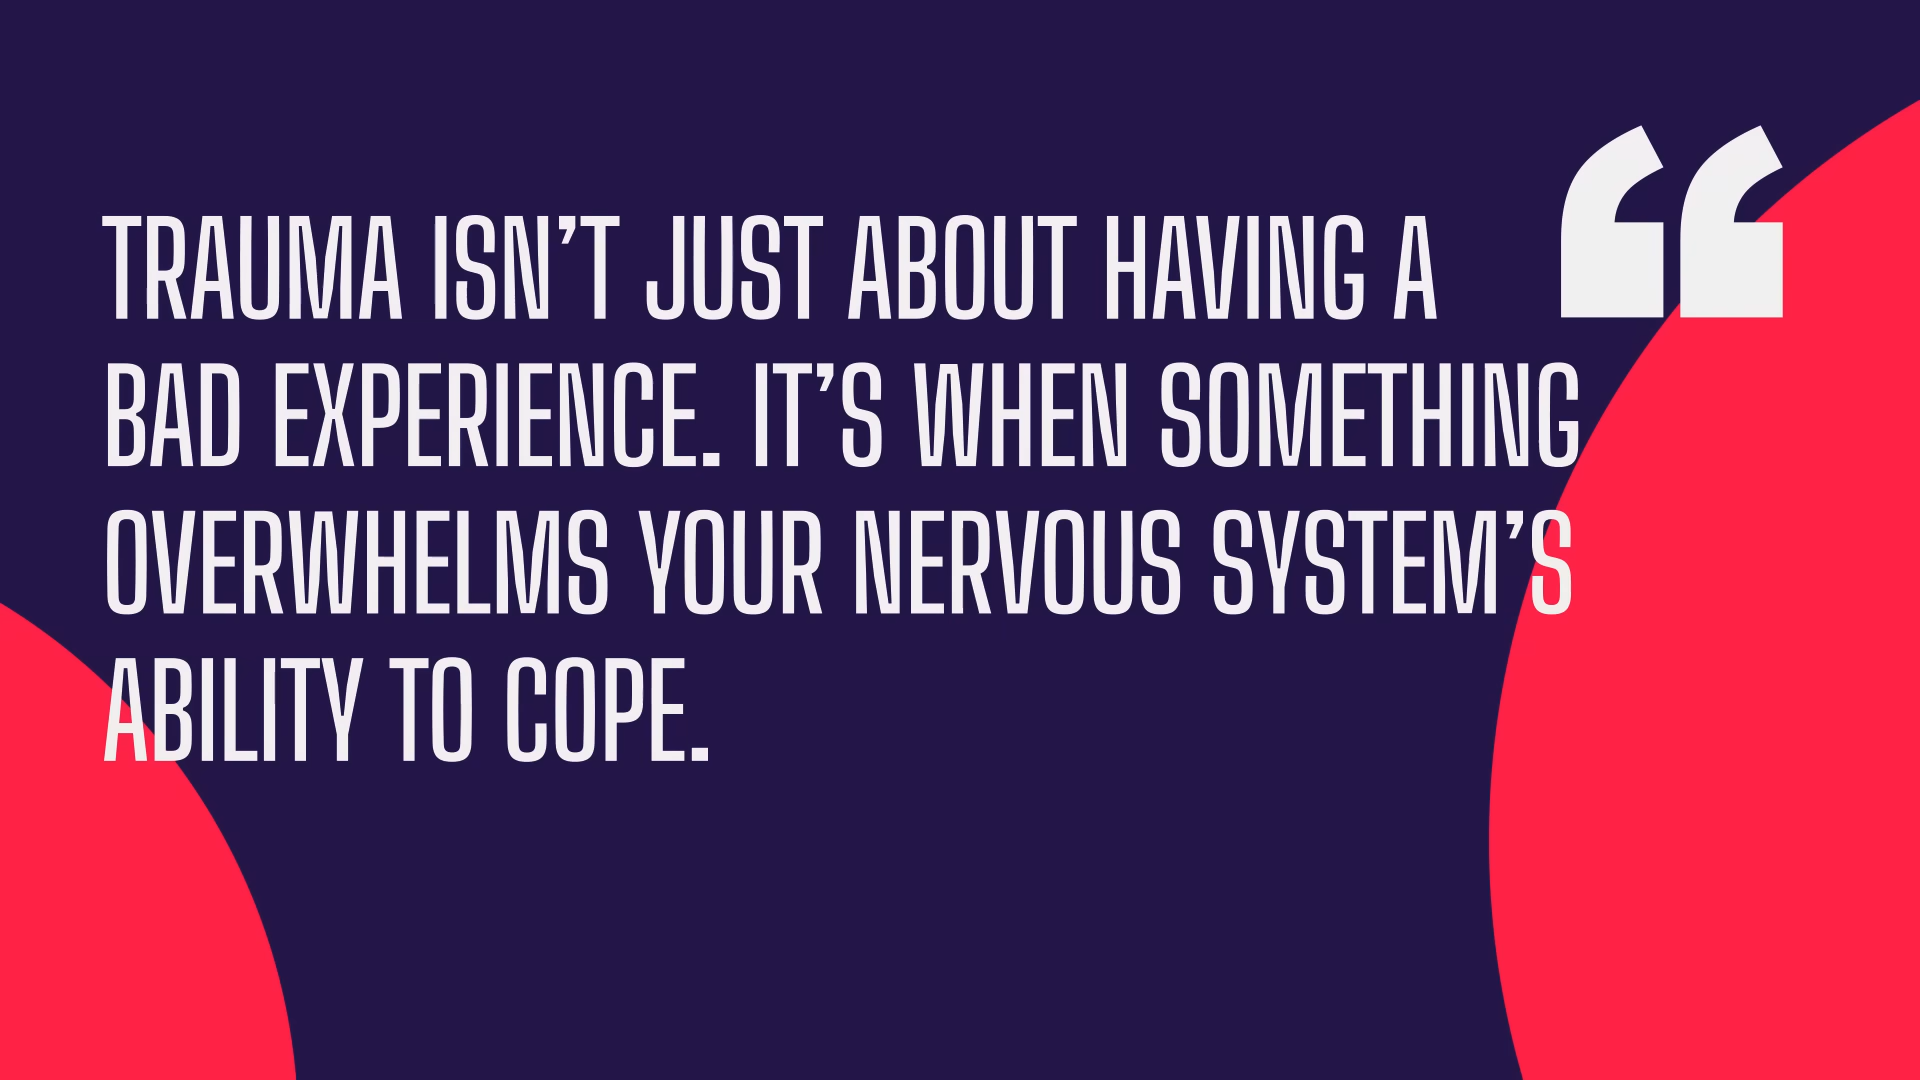 TRAUMA ISN’T JUST ABOUT HAVING A
BAD EXPERIENCE. IT’S WHEN SOMETHING
OVERWHELMS YOUR NERVOUS SYSTEM’S
ABILITY TO COPE.
“